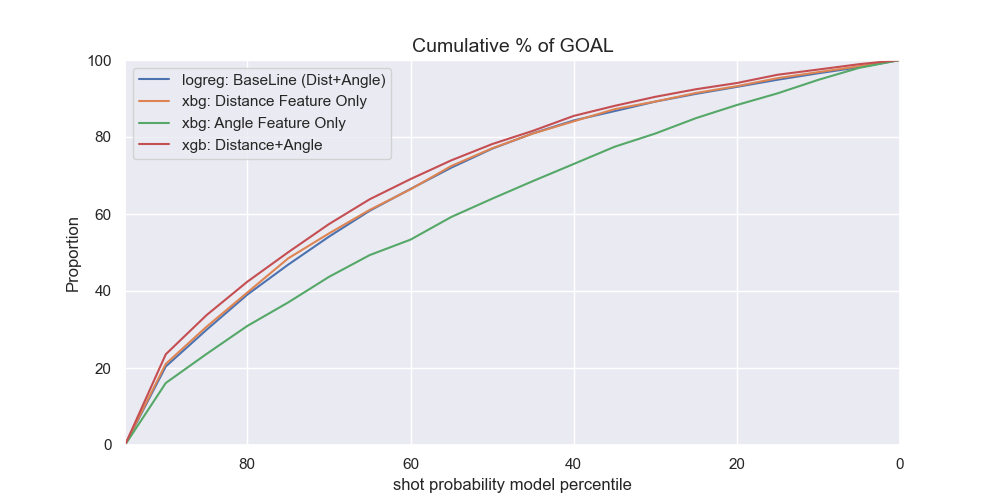 Cumulative % of GOAL
logreg: BaseLine (Dist+Angle)
xbg: Distance Feature Only
xbg: Angle Feature Only
xgb: Distance+Angle
Proportion
100
80
60
40
20
0
80 60 40 20 0
shot probability model percentile